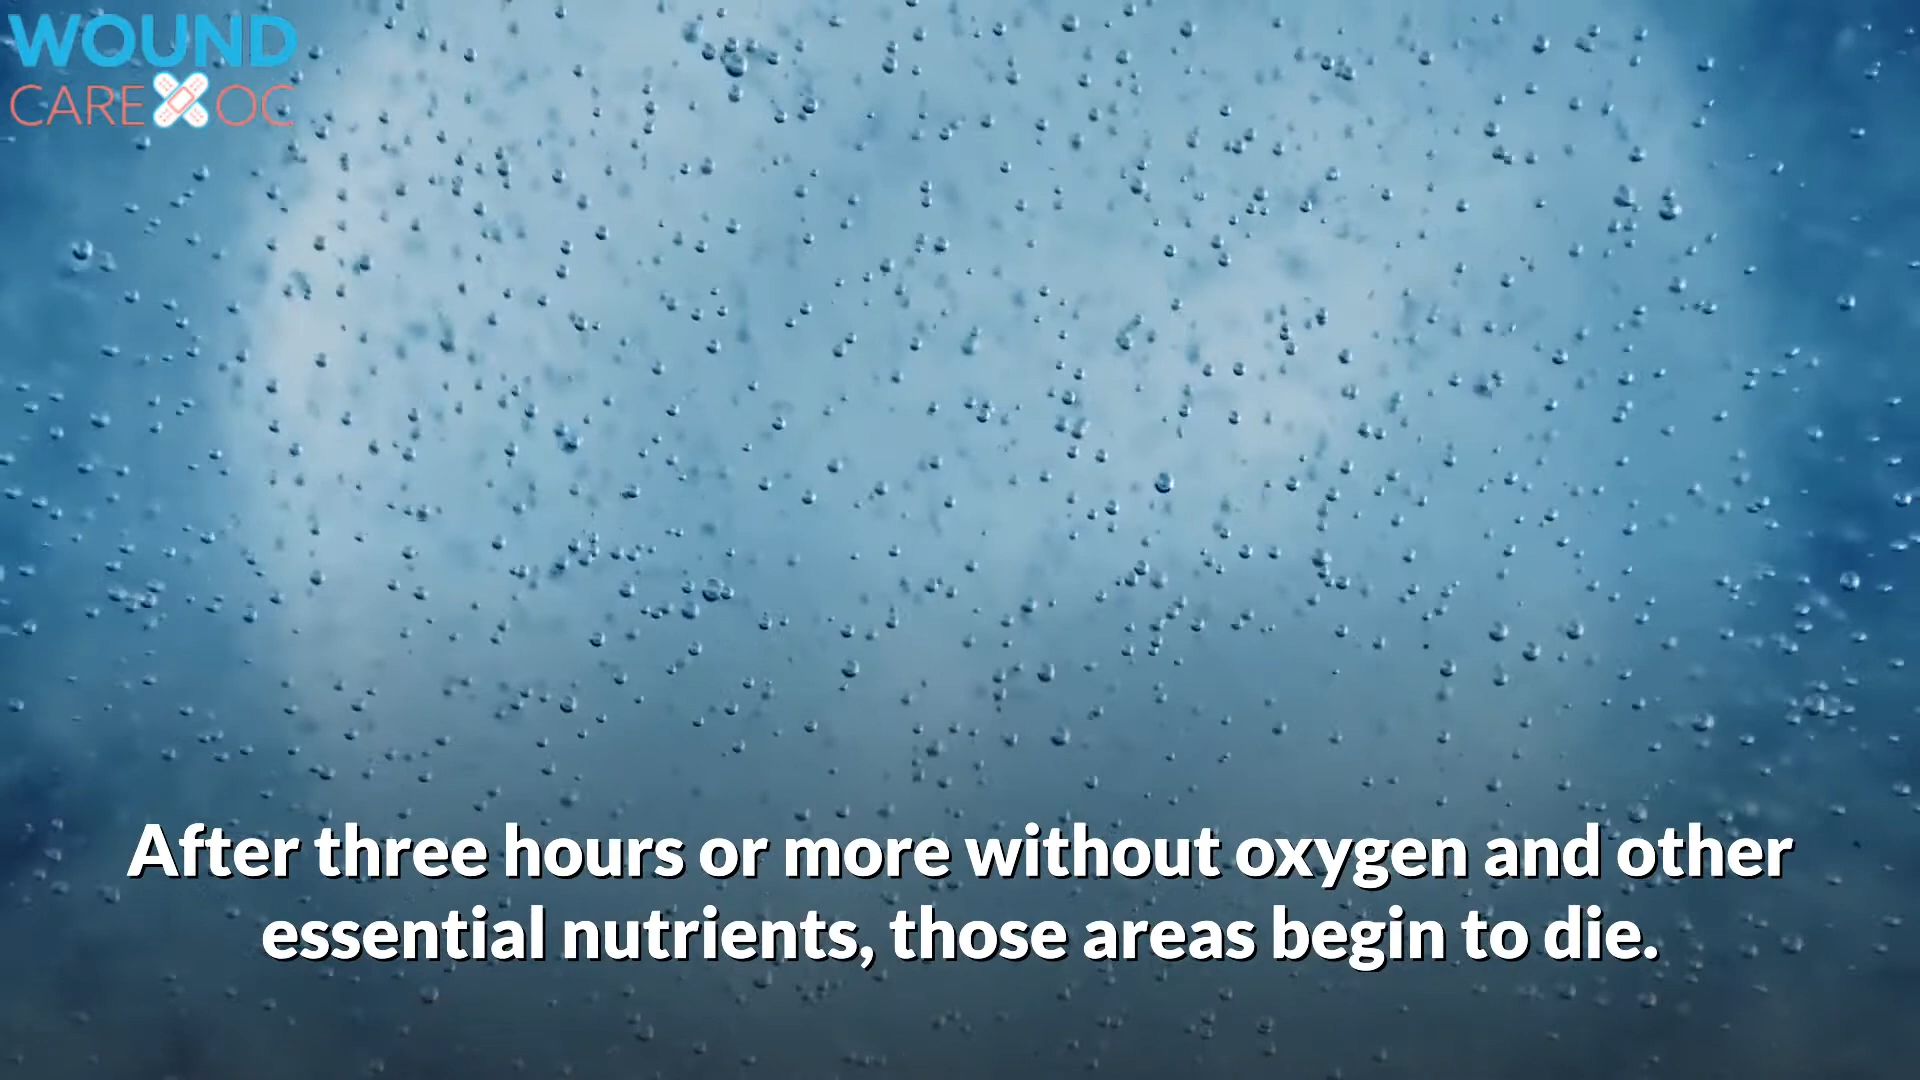 WOUND
CARE OC
After three hours or more without oxygen and other
essential nutrients, those areas begin to die.